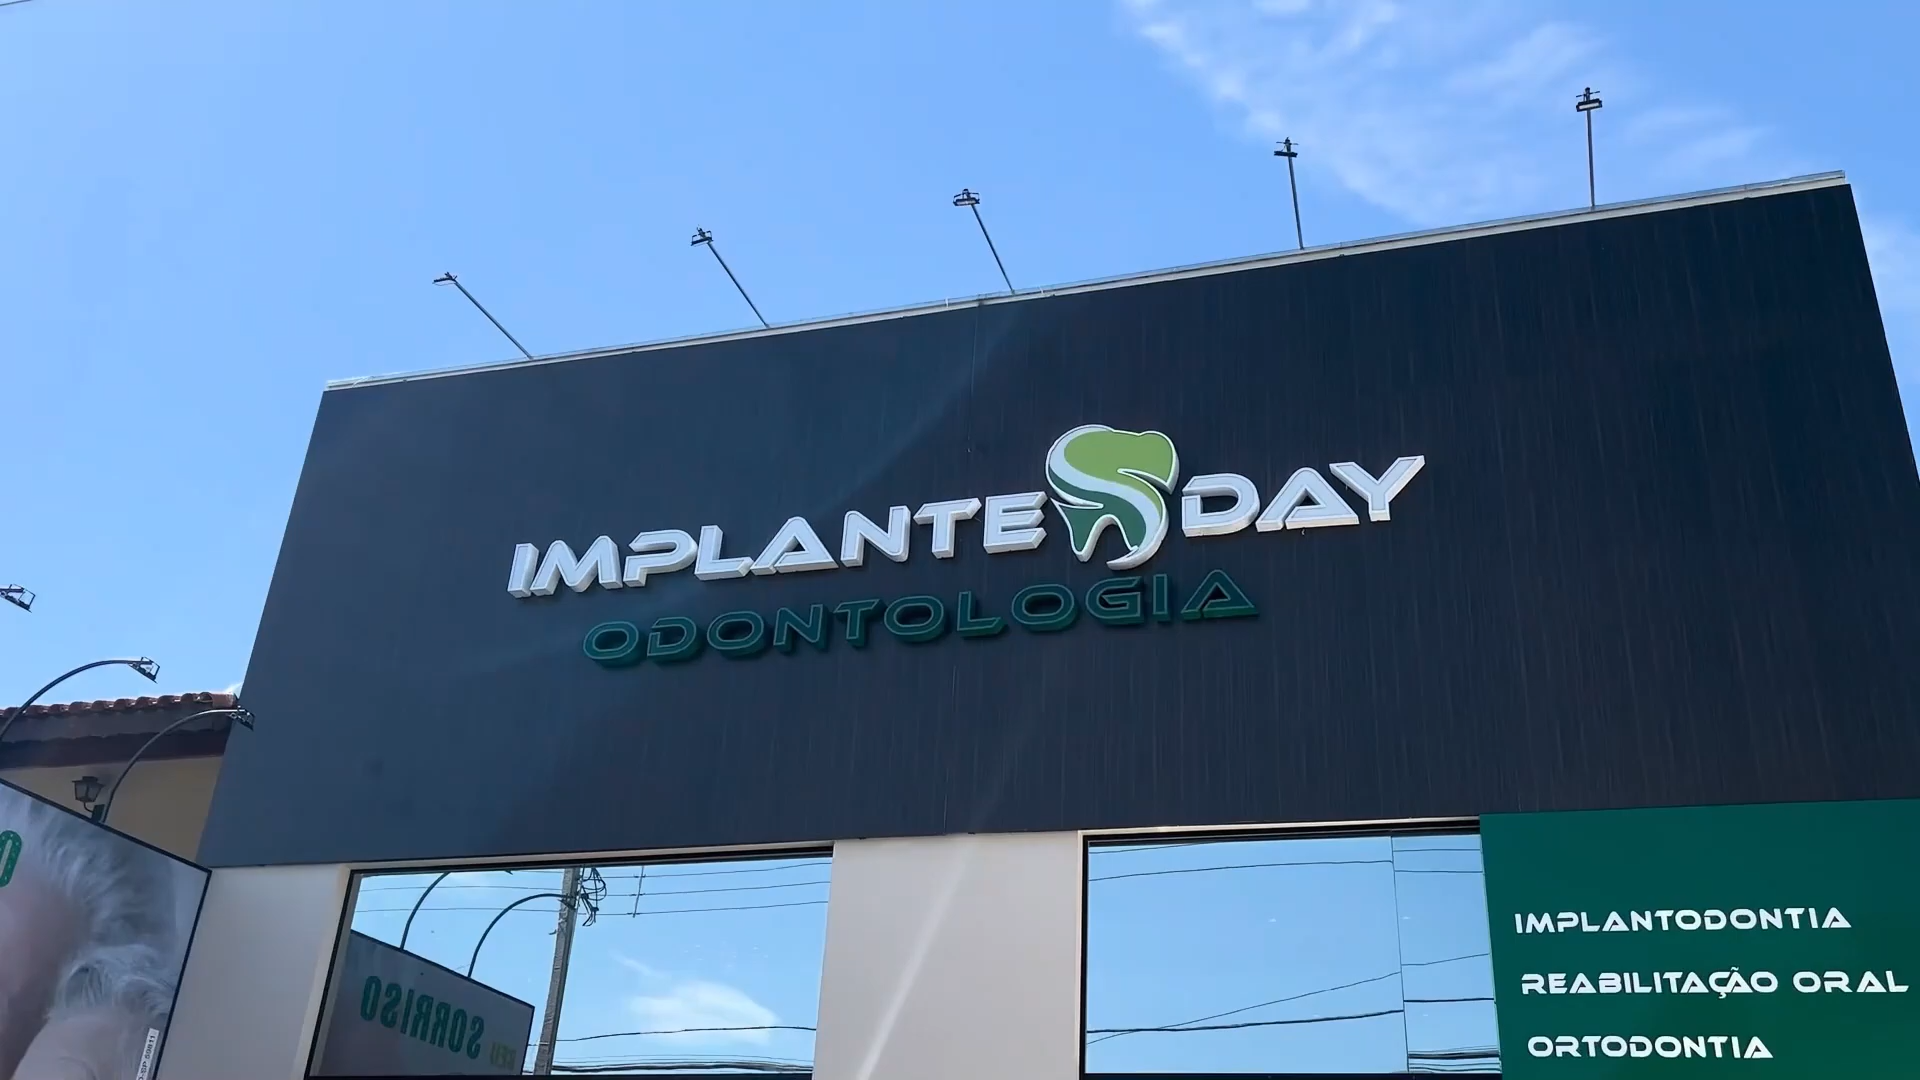 IMPLANTE DAY
ODONTOLOGIA
IMPLANTODONTIA
REABILITAÇÃO ORAL
ORTODONTIA
SORRISO